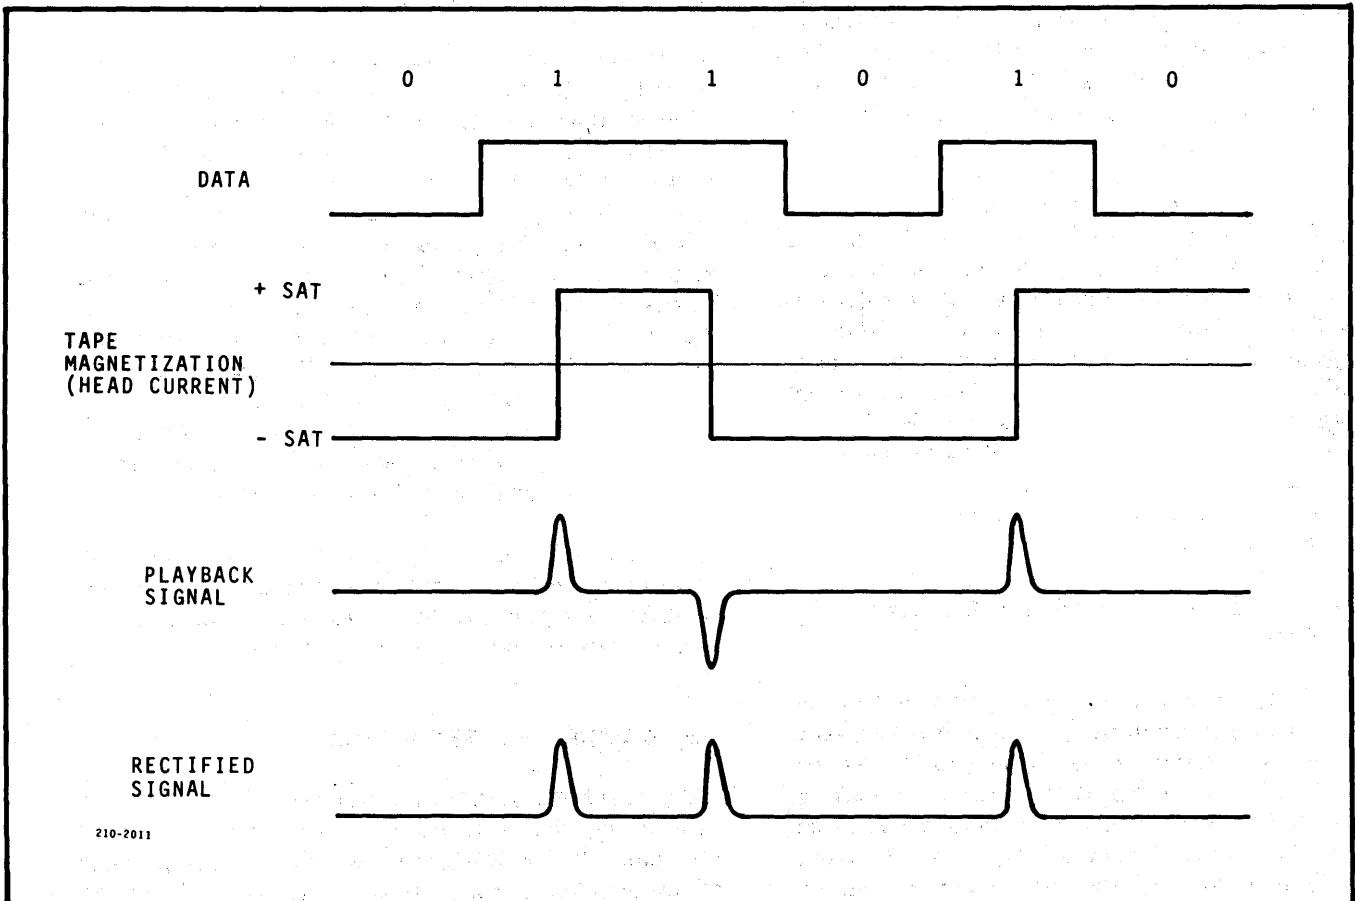 0 1 1 0 1 0
DATA
+ SAT
TAPE
MAGNETIZATION
(HEAD CURRENT)
- SAT
PLAYBACK
SIGNAL
RECTIFIED
SIGNAL
210-2011